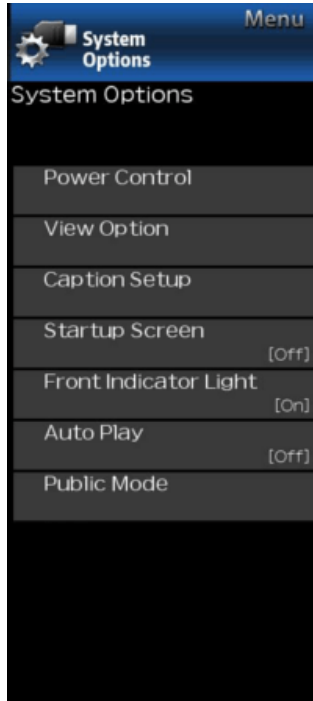 Menu
System
Options
System Options
Power Control
View Option
Caption Setup
Startup Screen
[Off]
Front Indicator Light
[On]
Auto Play
[Off]
Public Mode